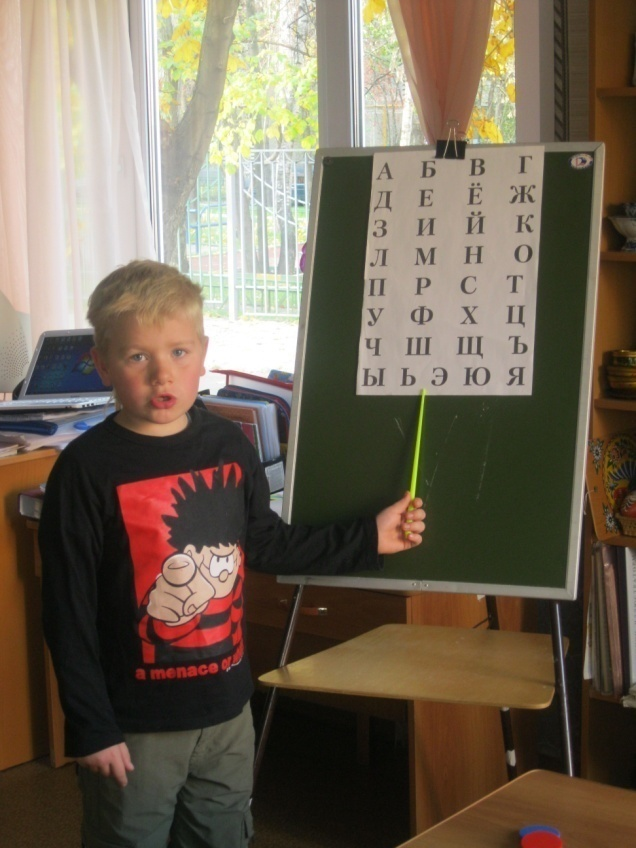 А Б В Г
Д Е Ё Ж
З И Й К
Л М Н О
П Р С Т
У Ф Х Ц
Ч Ш Щ Ъ
Ы Ь Э Ю Я
a menace